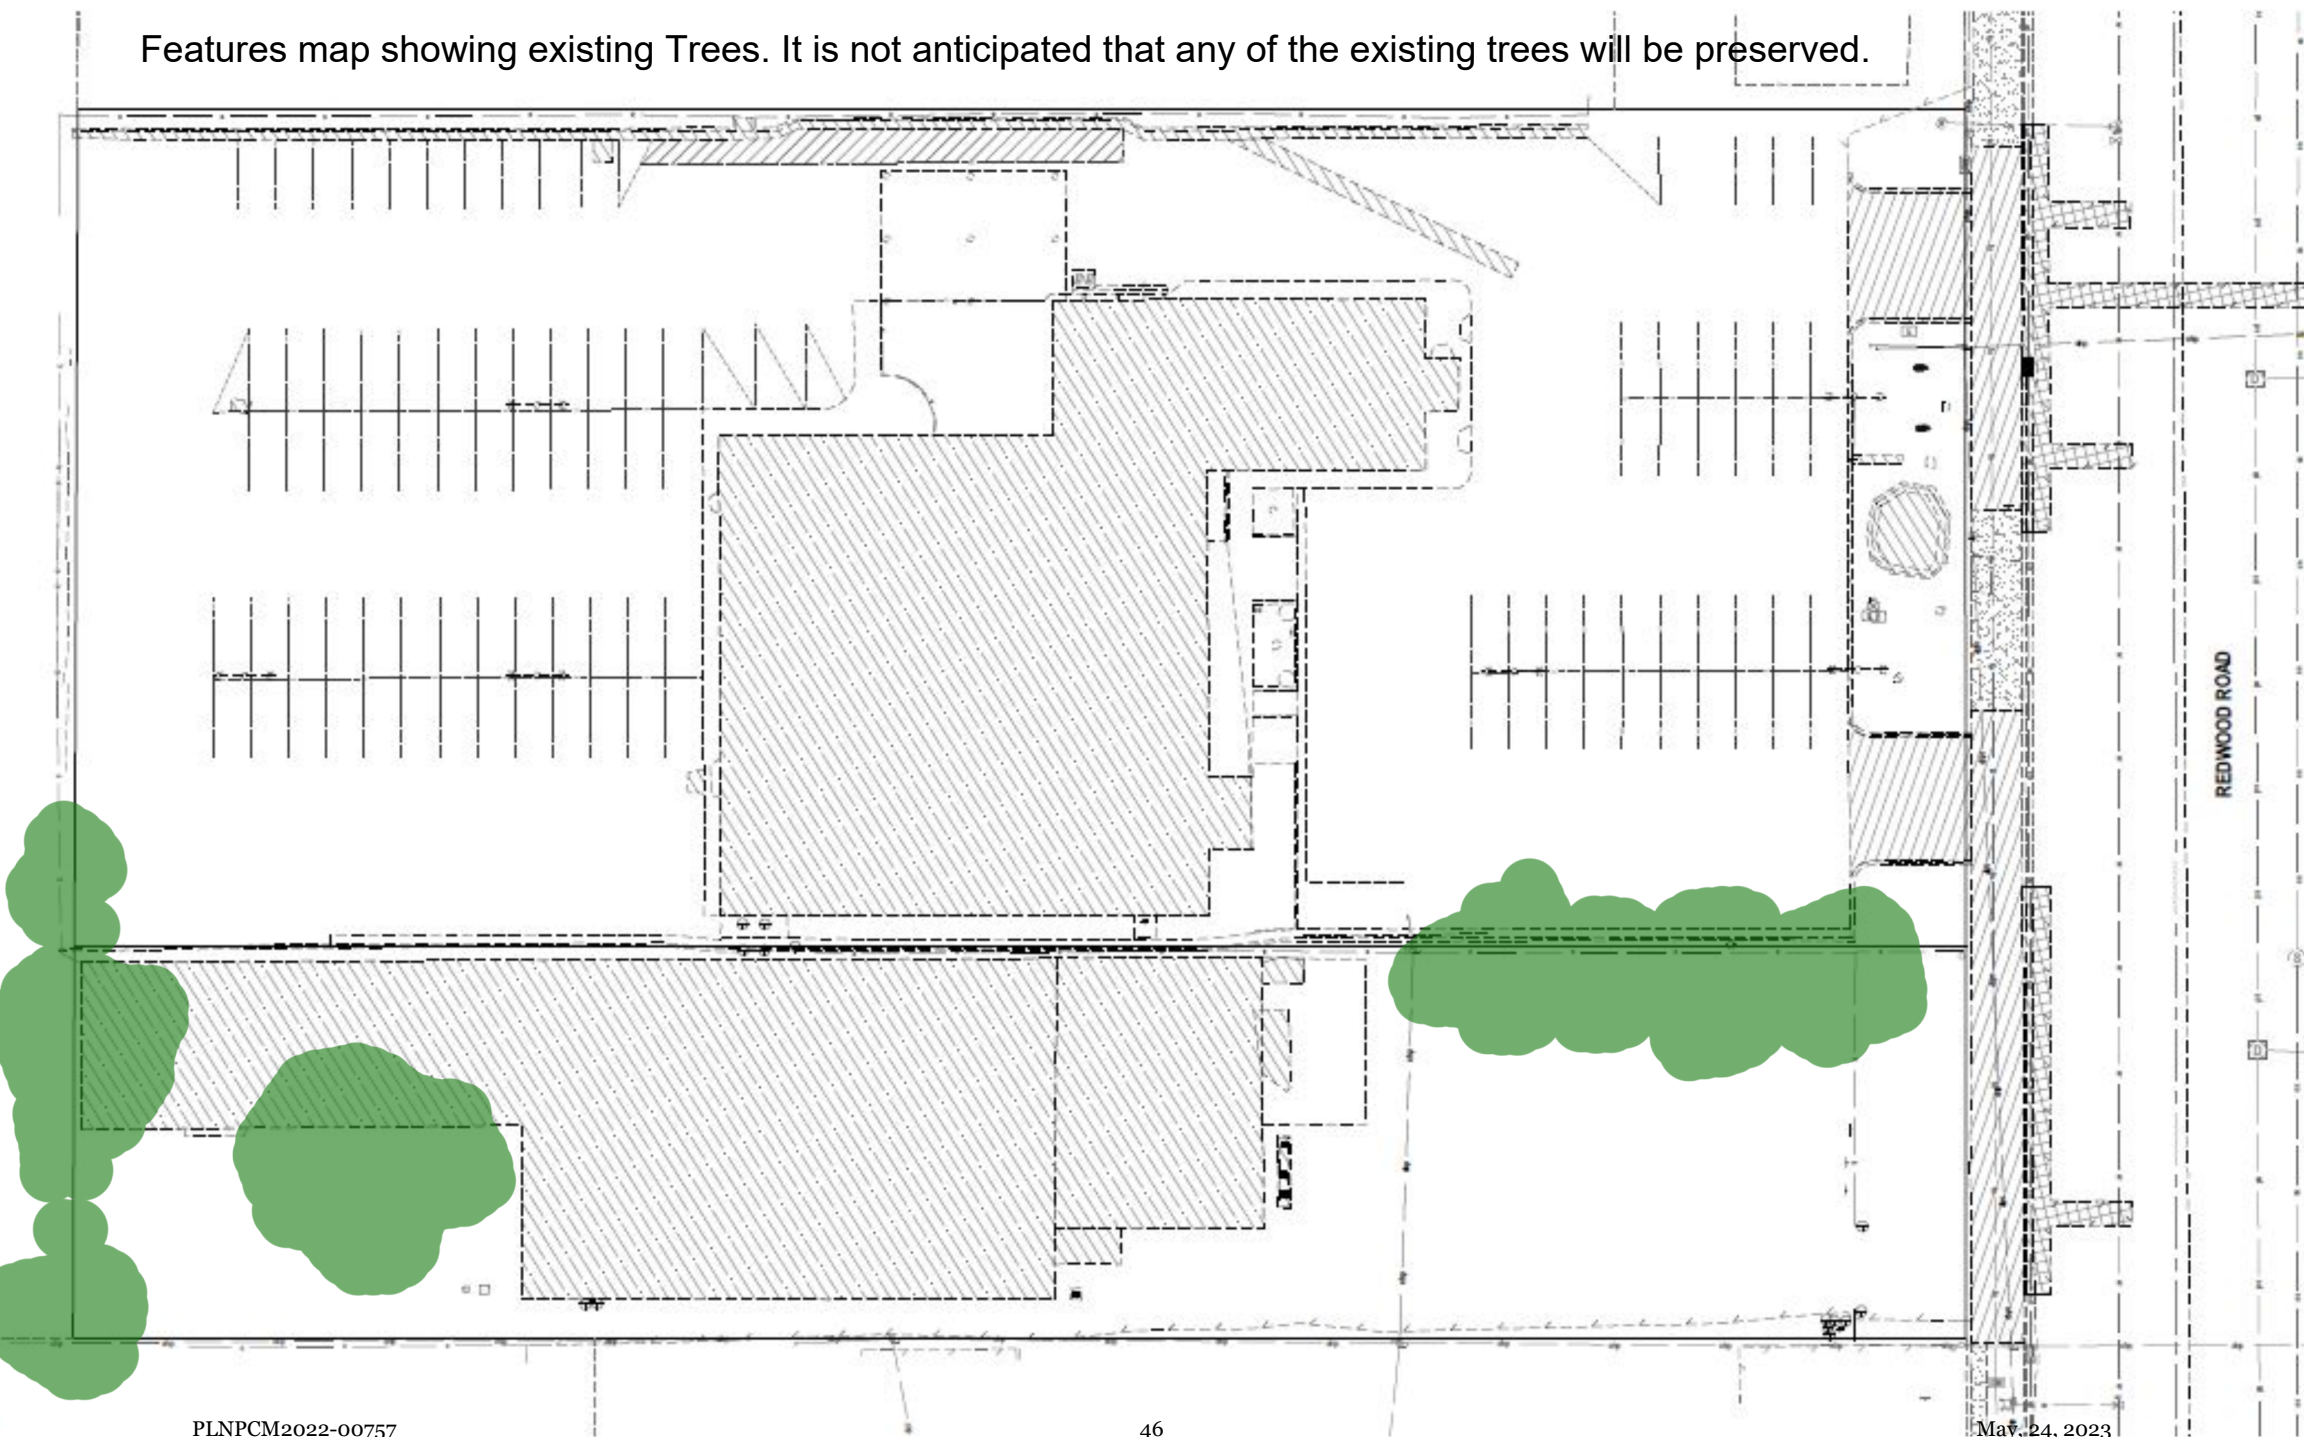 Features map showing existing Trees. It is not anticipated that any of the existing trees will be preserved.
REDWOOD ROAD
PLNPCM2022-00757
46
May, 24, 2023